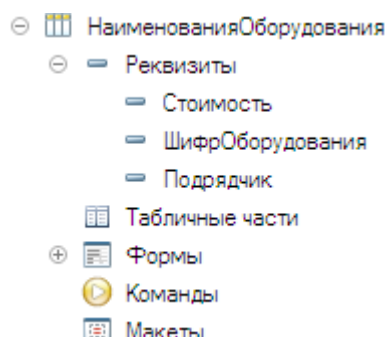 НаименованияОборудования
Реквизиты
Стоимость
ШифрОборудования
Подрядчик
Табличные части
Формы
Команды
Макеты